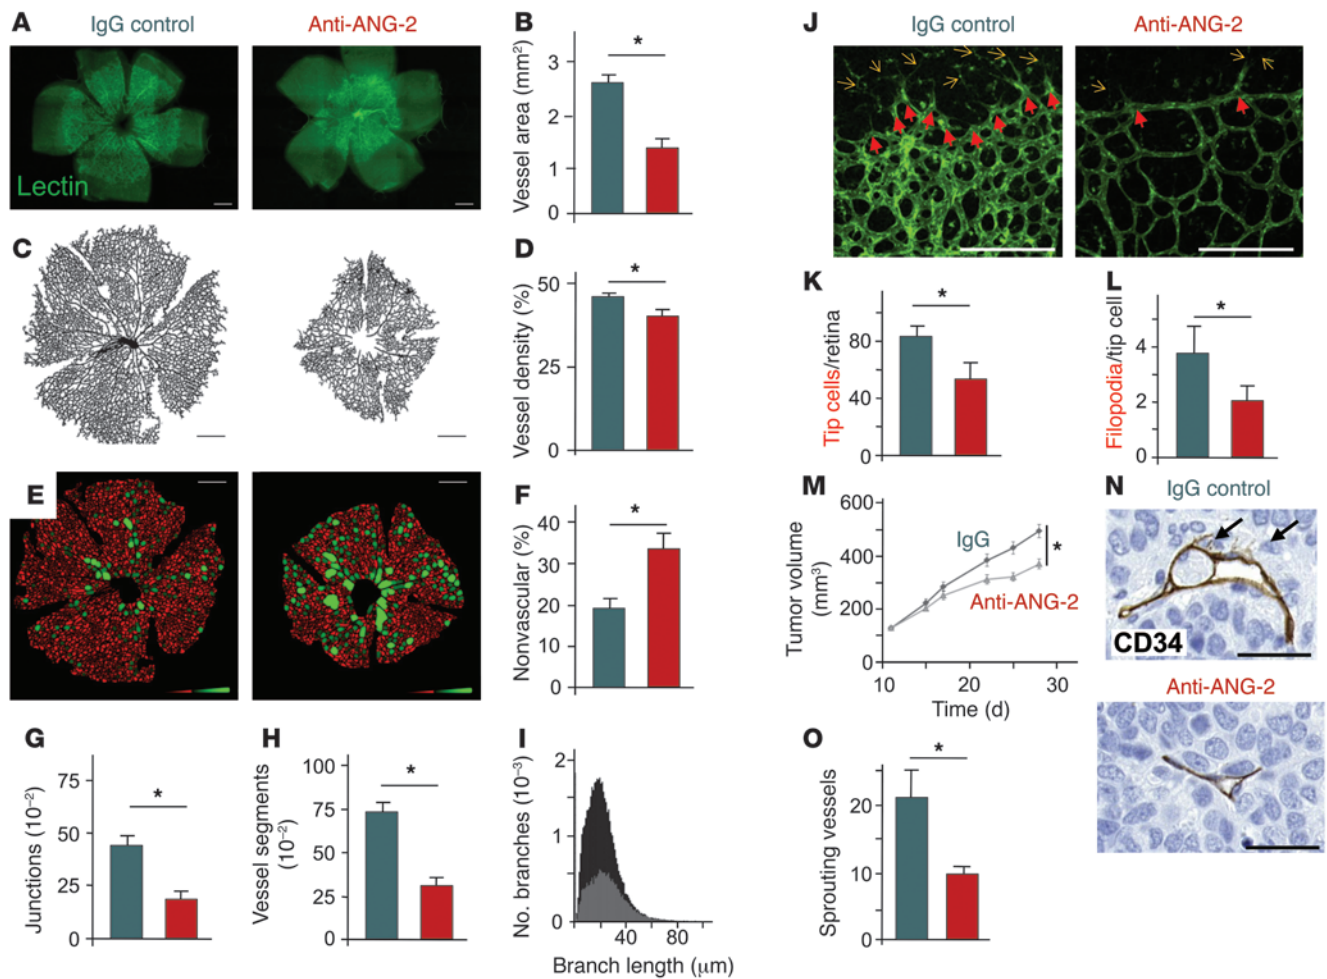 A
IgG control
Anti-ANG-2
Lectin
B
Vessel area (mm²)
*
3
2
1
0
C
D
Vessel density (%)
*
50
25
0
E
F
Nonvascular (%)
*
40
30
20
10
0
G
Junctions (10⁻²)
*
75
50
25
0
H
Vessel segments
(10⁻²)
*
100
75
50
25
0
I
No. branches (10⁻³)
2
1
0
40
80
Branch length (μm)
J
IgG control
Anti-ANG-2
K
Tip cells/retina
*
80
40
0
L
Filopodia/tip cell
*
4
2
0
M
Tumor volume
(mm³)
600
400
200
0
IgG
Anti-ANG-2
*
10
20
30
Time (d)
N
IgG control
CD34
Anti-ANG-2
O
Sprouting vessels
*
20
10
0